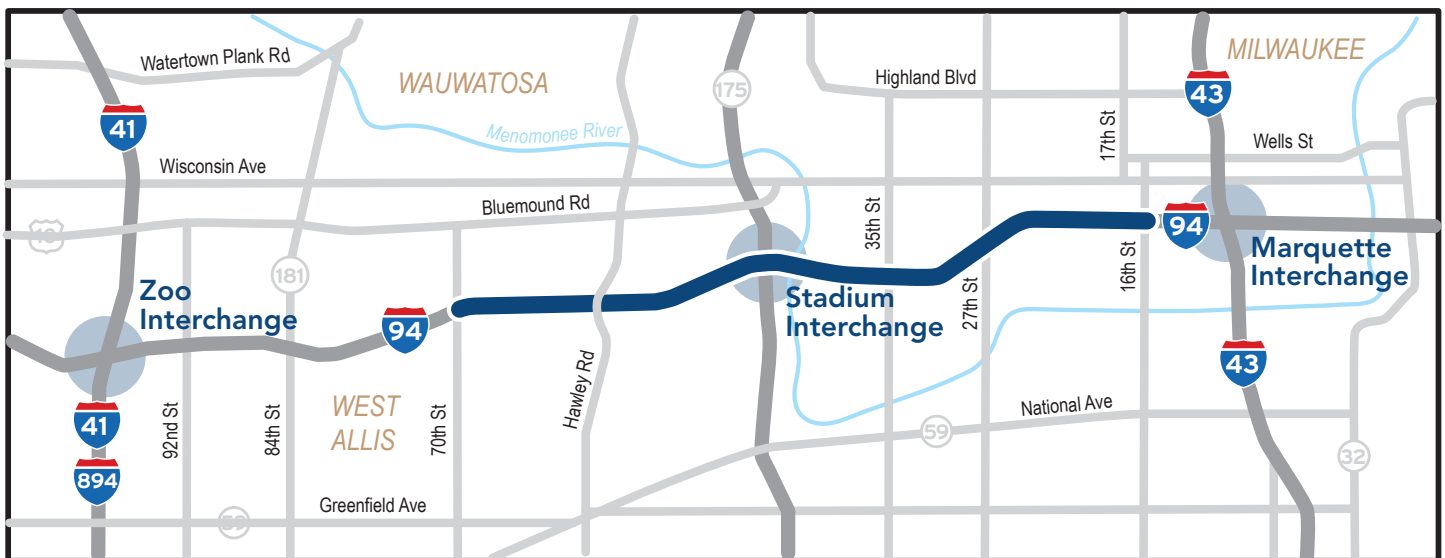 Watertown Plank Rd
WAUWATOSA
175
Highland Blvd
MILWAUKEE
43
41
Menomonee River
17th St
Wells St
Wisconsin Ave
Bluemound Rd
18
35th St
94
16th St
Marquette
Interchange
181
Zoo
Interchange
94
Stadium
Interchange
27th St
43
41
92nd St
84th St
WEST
ALLIS
70th St
Hawley Rd
National Ave
59
32
894
Greenfield Ave
59